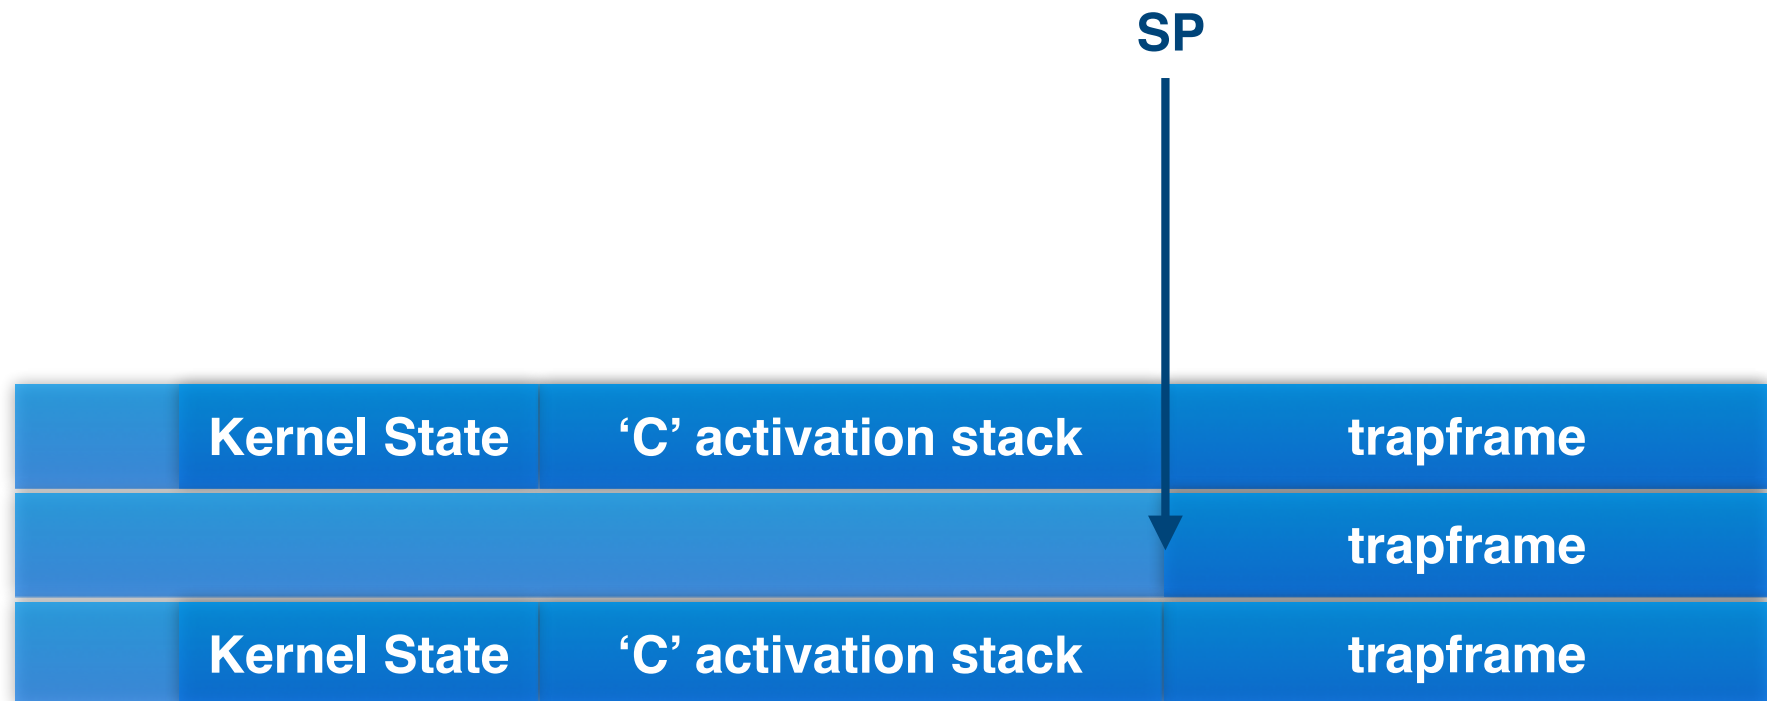 SP
Kernel State ‘C’ activation stack trapframe
trapframe
Kernel State ‘C’ activation stack trapframe